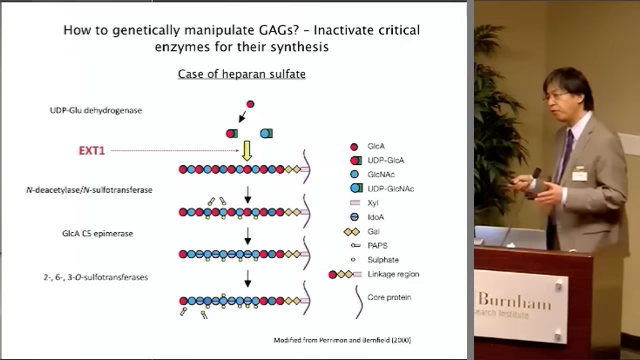 How to genetically manipulate GAGs? – Inactivate critical
enzymes for their synthesis
Case of heparan sulfate
UDP-Glu dehydrogenase
EXT1
N-deacetylase/N-sulfotransferase
GlcA C5 epimerase
2-, 6-, 3-O-sulfotransferases
GlcA
UDP-GlcA
GlcNAc
UDP-GlcNAc
Xyl
IdoA
Gal
PAPS
Sulphate
Linkage region
Core protein
Modified from Perrimon and Bernfield (2000)
Burnham
search Institute